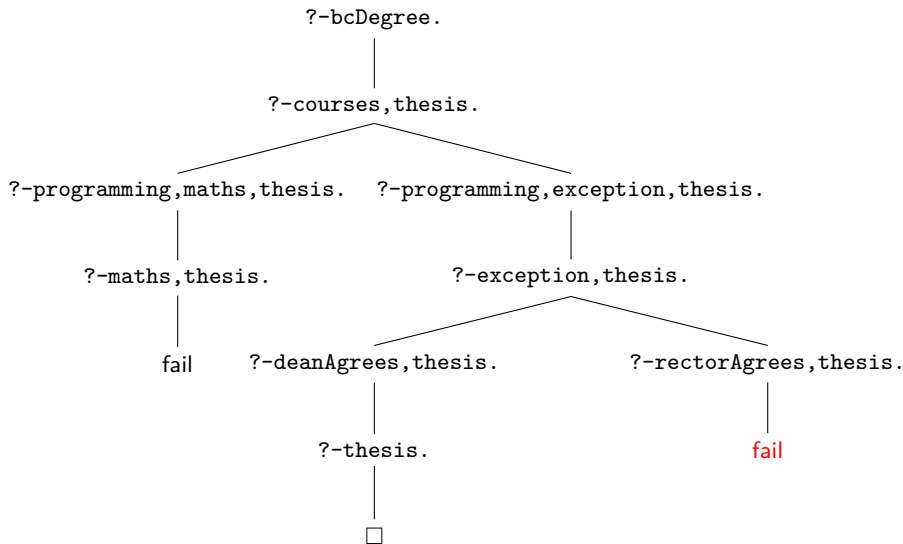 ?-bcDegree.
?-courses,thesis.
?-programming,maths,thesis. ?-programming,exception,thesis.
?-maths,thesis. ?-exception,thesis.
fail ?-deanAgrees,thesis. ?-rectorAgrees,thesis.
?-thesis. fail
□